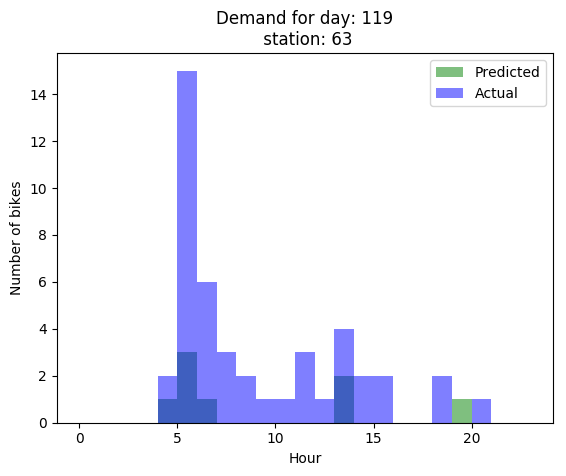 Demand for day: 119
station: 63
Predicted
Actual
Number of bikes
14
12
10
8
6
4
2
0
0 5 10 15 20
Hour